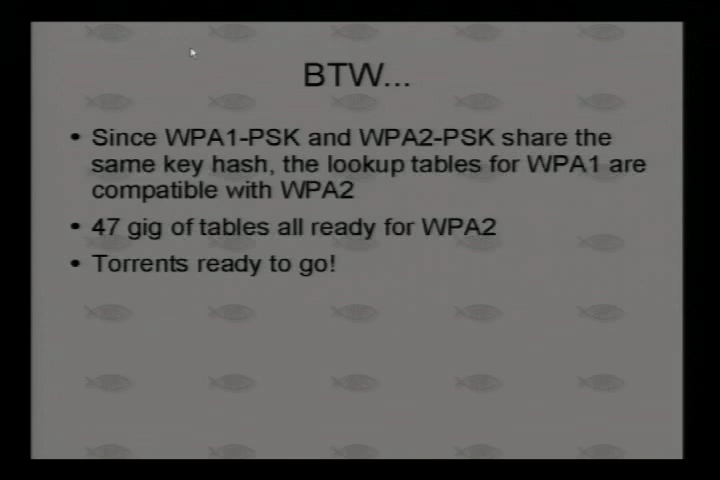 BTW...
• Since WPA1-PSK and WPA2-PSK share the
same key hash, the lookup tables for WPA1 are
compatible with WPA2
• 47 gig of tables all ready for WPA2
• Torrents ready to go!